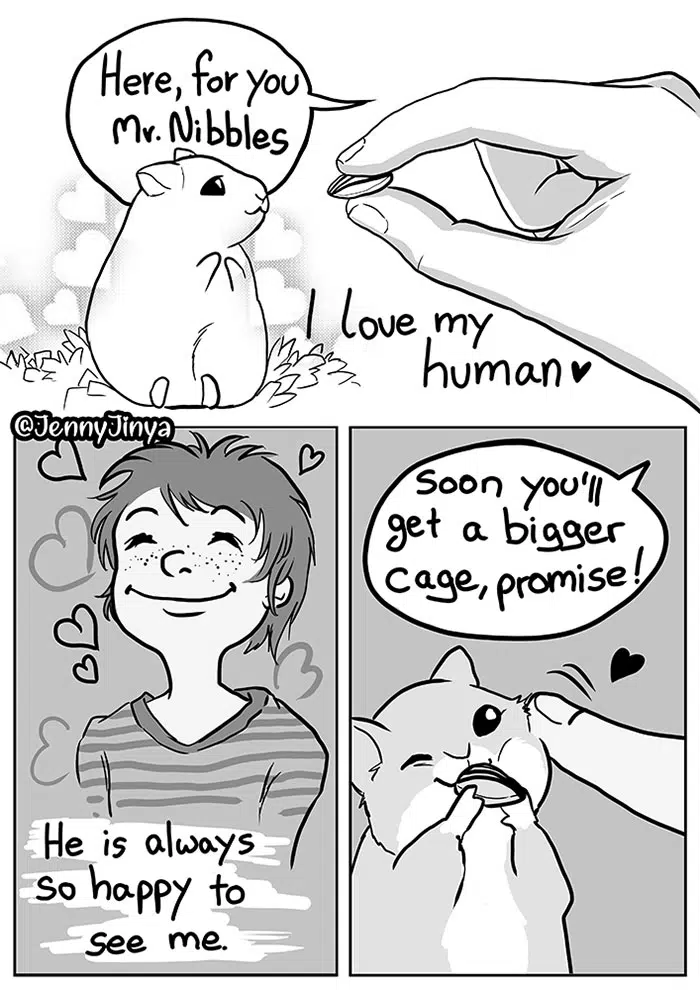 Here, for you
Mr. Nibbles
I love my
human♥
@JennyJinya
He is always
so happy to
see me.
Soon you'll
get a bigger
cage, promise!